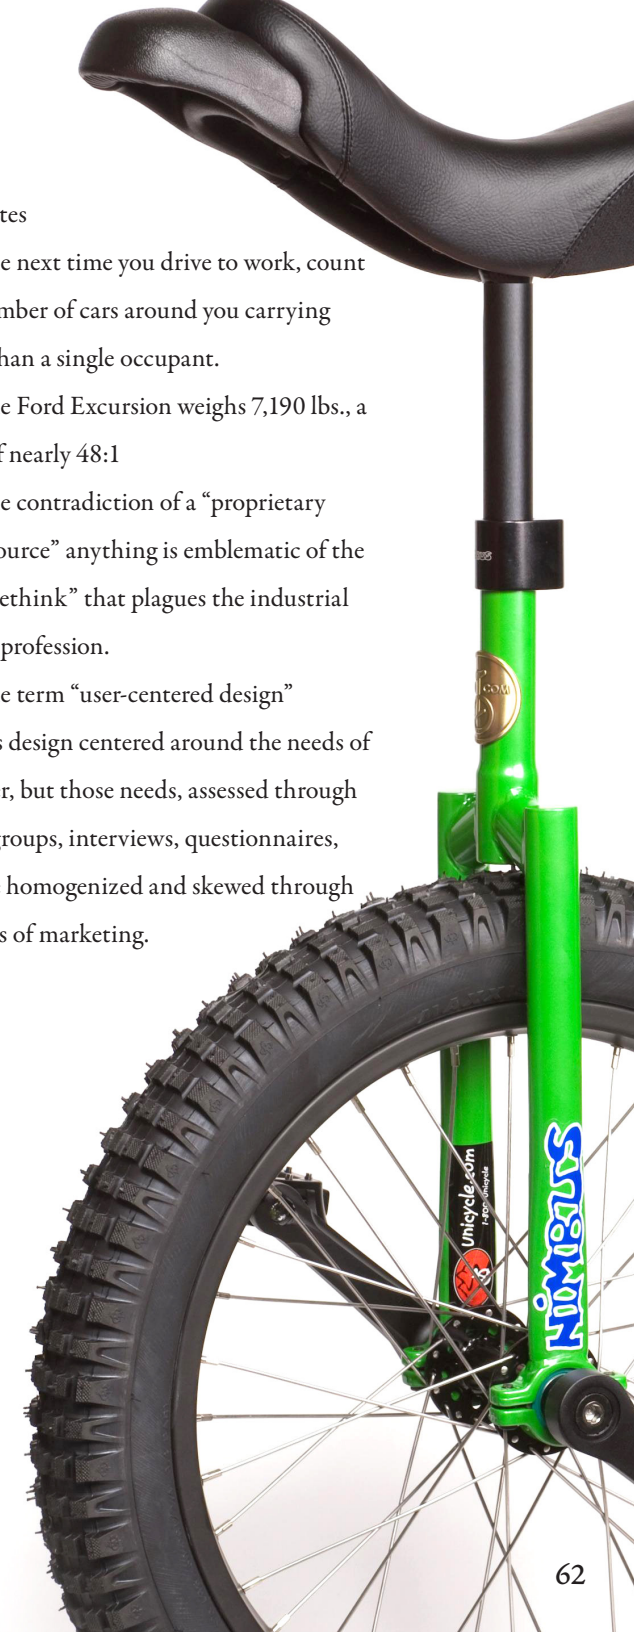 tes
e next time you drive to work, count
mber of cars around you carrying
han a single occupant.
e Ford Excursion weighs 7,190 lbs., a
f nearly 48:1
e contradiction of a “proprietary
ource” anything is emblematic of the
ethink” that plagues the industrial
profession.
e term “user-centered design”
s design centered around the needs of
er, but those needs, assessed through
groups, interviews, questionnaires,
homogenized and skewed through
s of marketing.
COM
Unicycle.com
NIMBUS
62